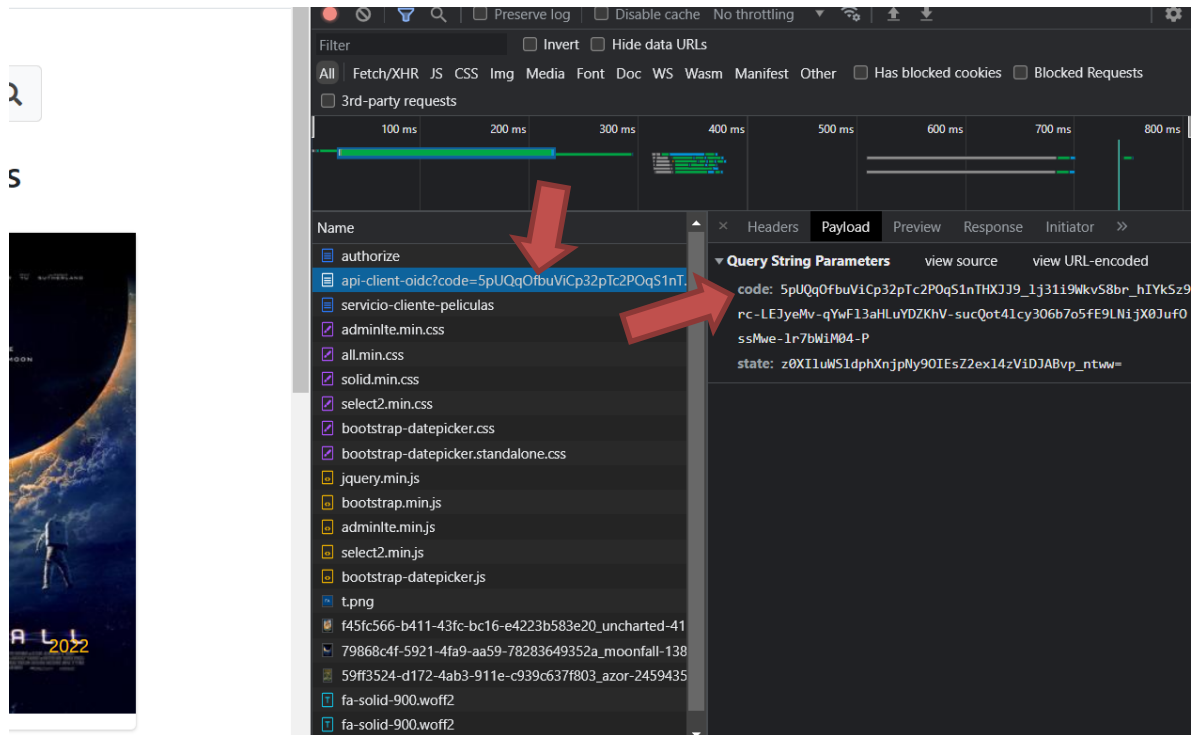 Preserve log Disable cache No throttling
Filter Invert Hide data URLs
All Fetch/XHR JS CSS Img Media Font Doc WS Wasm Manifest Other Has blocked cookies Blocked Requests
3rd-party requests
100 ms 200 ms 300 ms 400 ms 500 ms 600 ms 700 ms 800 ms
s
SUTHERLAND
MOON
ALL
2022
Name
authorize
api-client-oidc?code=5pUQqOfbuViCp32pTc2POqS1nT.
servicio-cliente-peliculas
adminlte.min.css
all.min.css
solid.min.css
select2.min.css
bootstrap-datepicker.css
bootstrap-datepicker.standalone.css
jquery.min.js
bootstrap.min.js
adminlte.min.js
select2.min.js
bootstrap-datepicker.js
t.png
f45fc566-b411-43fc-bc16-e4223b583e20_uncharted-41
79868c4f-5921-4fa9-aa59-78283649352a_moonfall-138
59ff3524-d172-4ab3-911e-c939c637f803_azor-2459435
fa-solid-900.woff2
fa-solid-900.woff2
Headers Payload Preview Response Initiator
Query String Parameters view source view URL-encoded
code: 5pUQqOfbuViCp32pTc2POqS1nTHXJJ9_lj31i9WkvS8br_hIYkSz9
rc-LEJyeMv-qYwFl3aHLuYDZKhV-sucQot4lcy3O6b7o5fE9LNijX0JufO
ssMwe-lr7bWiM04-P
state: z0XIluWSldphXnjpNy9OIEsZ2exl4zViDJABvp_ntww=